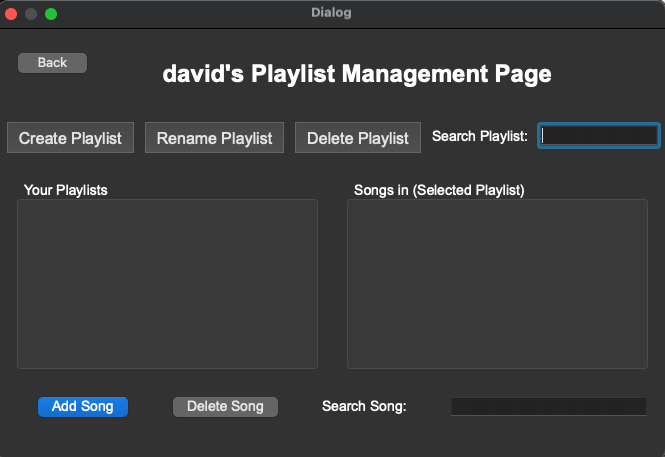 Dialog
Back
david's Playlist Management Page
Create Playlist Rename Playlist Delete Playlist Search Playlist:
Your Playlists Songs in (Selected Playlist)
Add Song Delete Song Search Song: